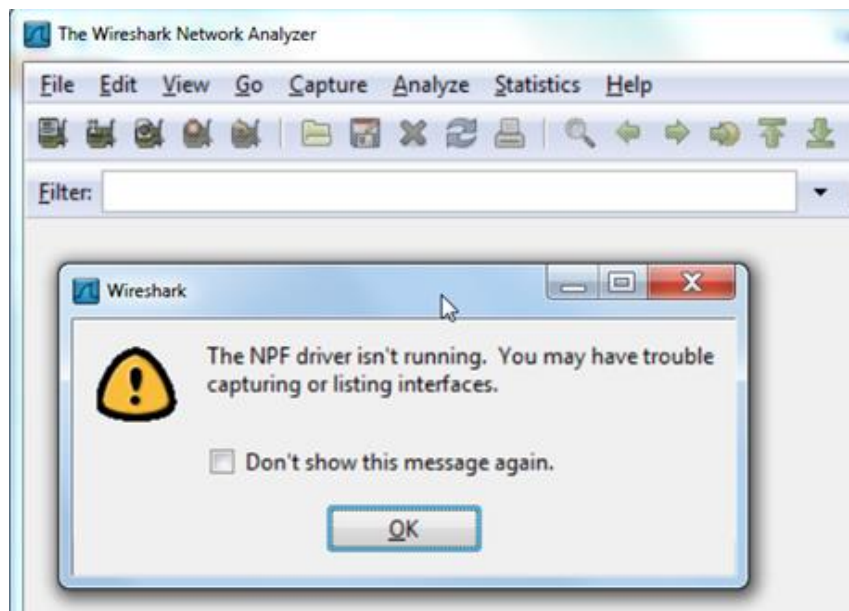 The Wireshark Network Analyzer
File Edit View Go Capture Analyze Statistics Help
Filter:
Wireshark
The NPF driver isn't running. You may have trouble
capturing or listing interfaces.
Don't show this message again.
OK